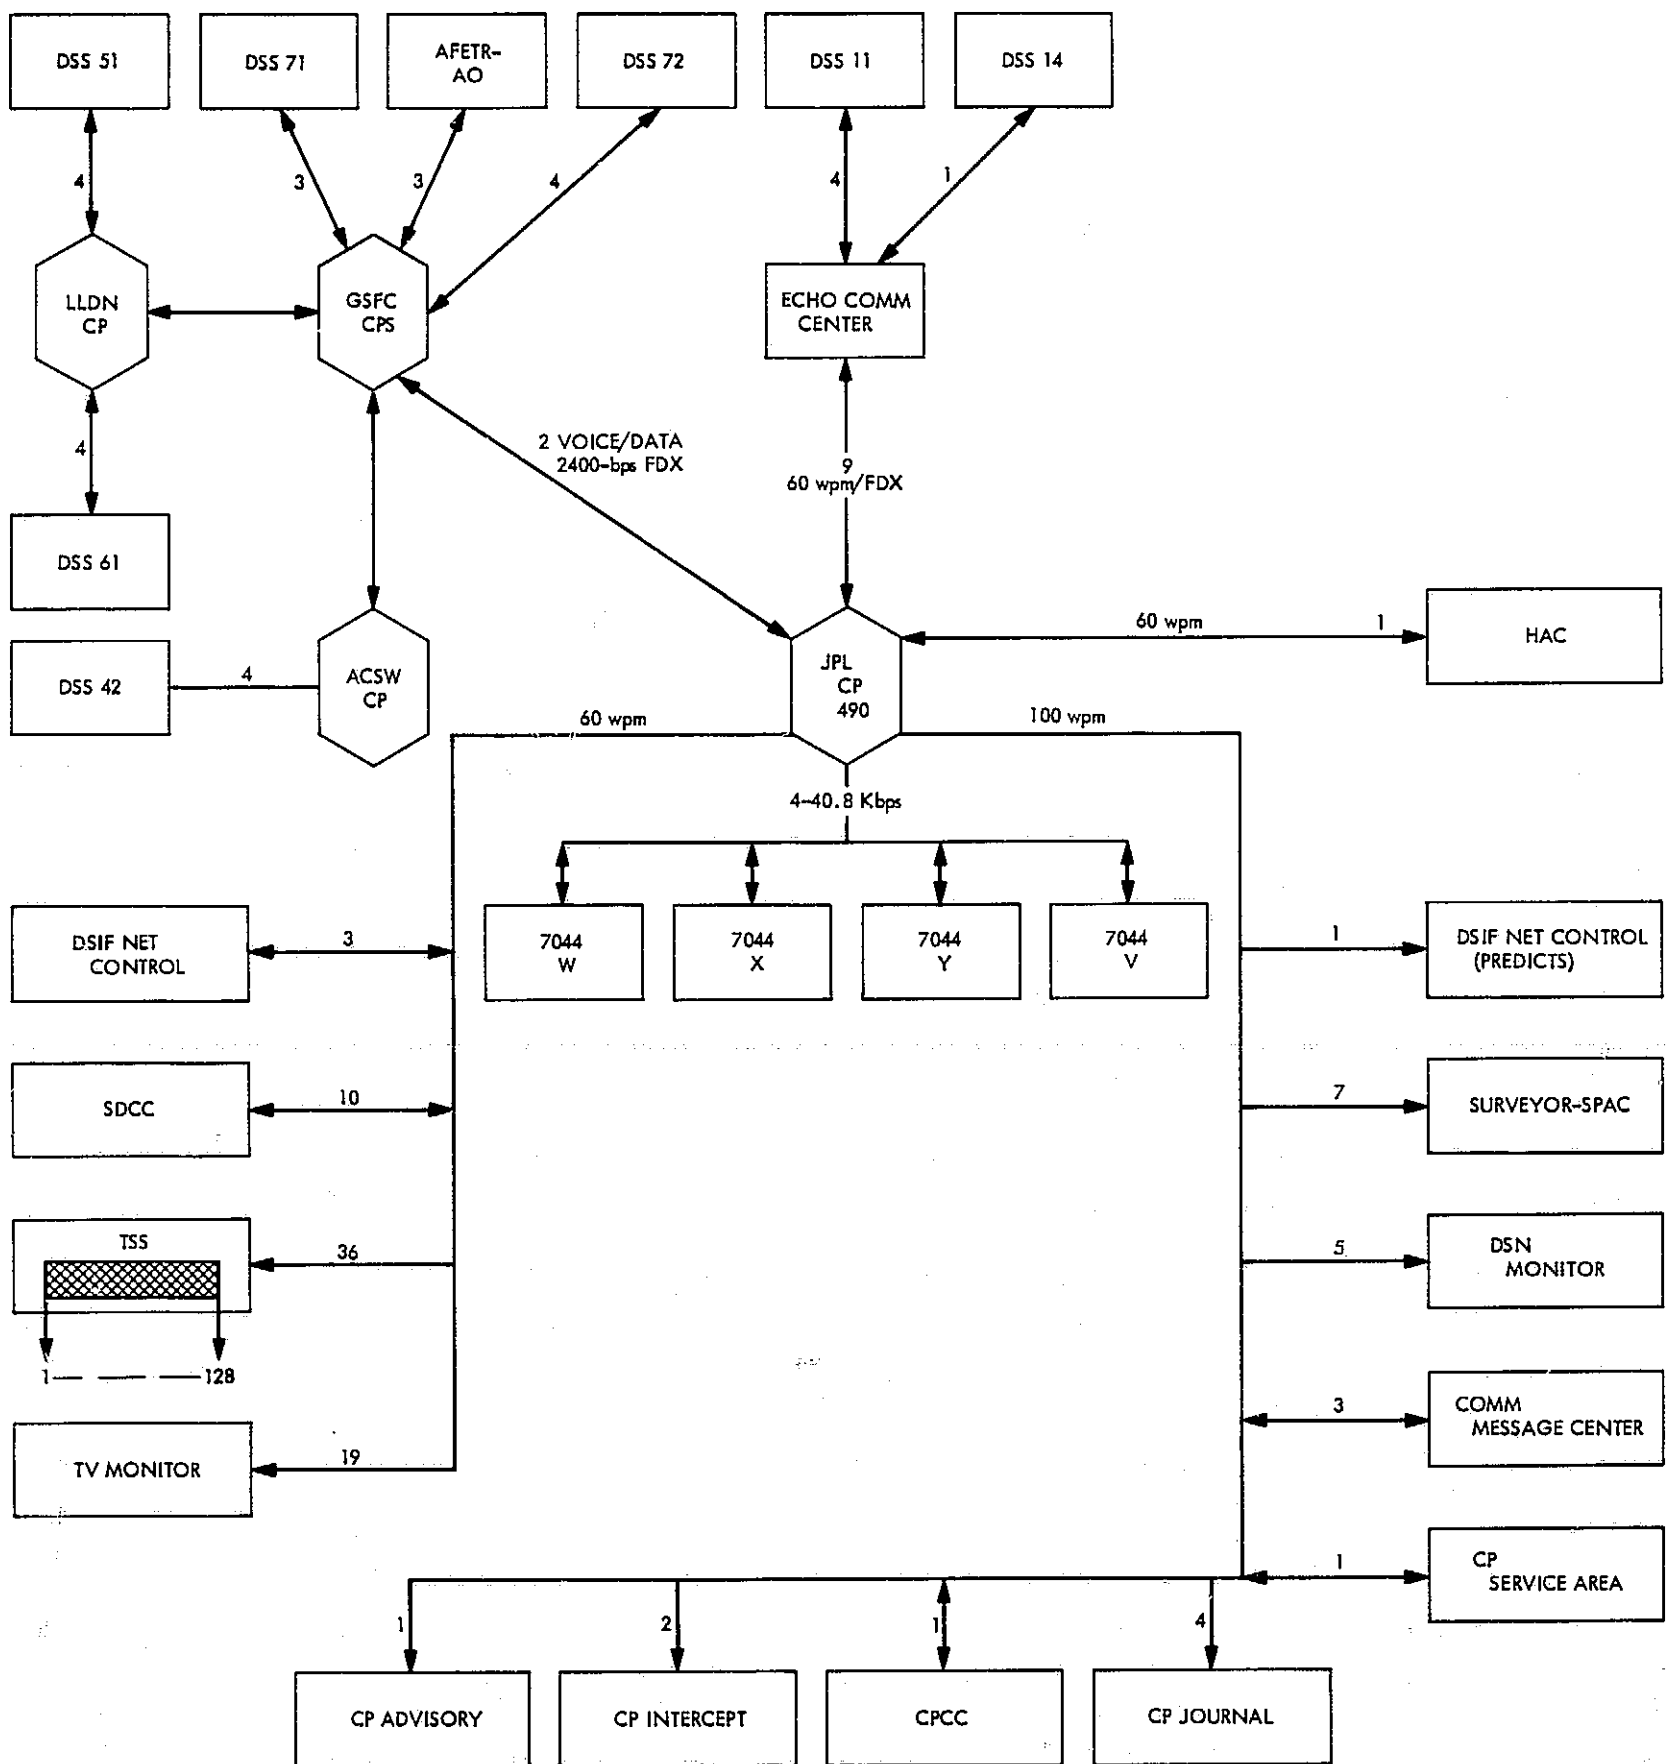 DSS 51
DSS 71
AFETR-
AO
DSS 72
DSS 11
DSS 14
4
3
3
4
4
1
LLDN
CP
GSFC
CPS
ECHO COMM
CENTER
4
2 VOICE/DATA
2400-bps FDX
9
60 wpm/FDX
DSS 61
60 wpm
1
HAC
DSS 42
4
ACSW
CP
JPL
CP
490
60 wpm
100 wpm
4-40.8 Kbps
DSIF NET
CONTROL
3
7044
W
7044
X
7044
Y
7044
V
1
DSIF NET CONTROL
(PREDICTS)
SDCC
10
7
SURVEYOR-SPAC
TSS
36
5
DSN
MONITOR
1
128
3
COMM
MESSAGE CENTER
TV MONITOR
19
1
CP
SERVICE AREA
1
2
1
4
CP ADVISORY
CP INTERCEPT
CPCC
CP JOURNAL